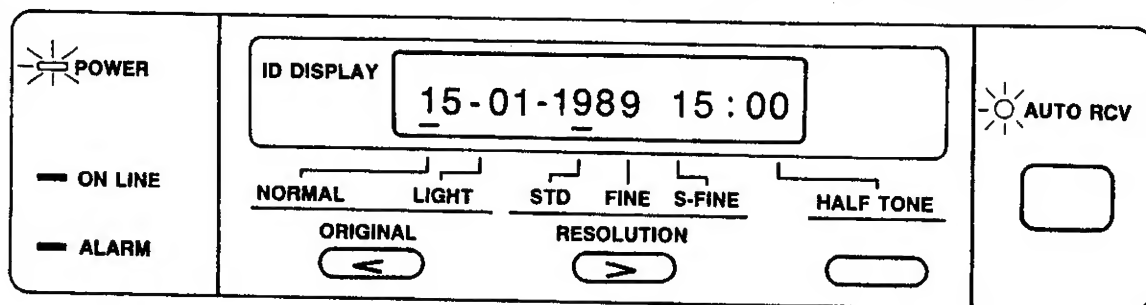 POWER
ID DISPLAY
15-01-1989 15:00
AUTO RCV
ON LINE
NORMAL LIGHT STD FINE S-FINE HALF TONE
ALARM
ORIGINAL RESOLUTION
< >